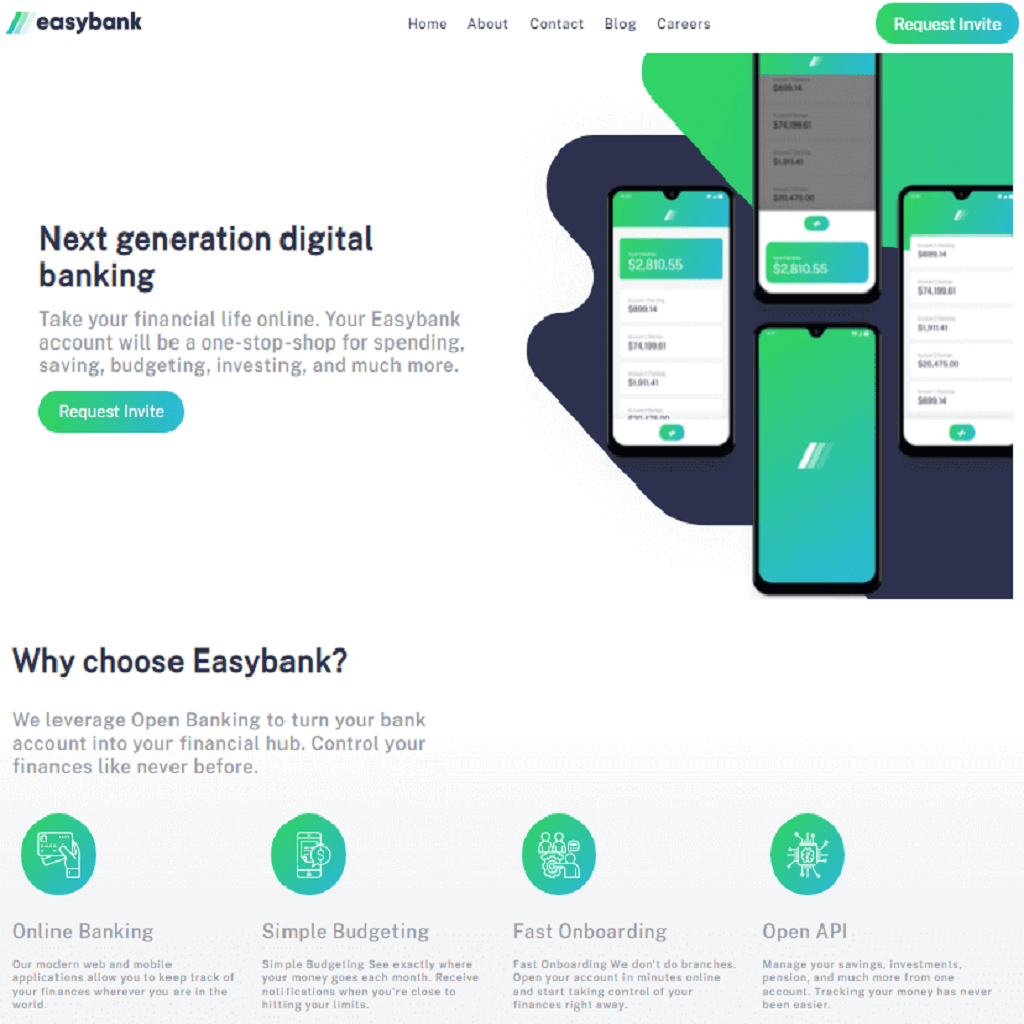 easybank
Home About Contact Blog Careers
Request Invite
Next generation digital
banking
Take your financial life online. Your Easybank
account will be a one-stop-shop for spending,
saving, budgeting, investing, and much more.
Request Invite
$899.14
$74,199.61
$1,911.41
$20,475.00
$2,810.55
$2,810.55
$899.14
$74,199.61
$1,911.41
$899.14
$74,199.61
$1,911.41
$20,475.00
$899.14
Why choose Easybank?
We leverage Open Banking to turn your bank
account into your financial hub. Control your
finances like never before.
Online Banking
Our modern web and mobile
applications allow you to keep track of
your finances wherever you are in the
world.
Simple Budgeting
Simple Budgeting See exactly where
your money goes each month. Receive
notifications when you're close to
hitting your limits.
Fast Onboarding
Fast Onboarding We don't do branches.
Open your account in minutes online
and start taking control of your
finances right away.
Open API
Manage your savings, investments,
pension, and much more from one
account. Tracking your money has never
been easier.